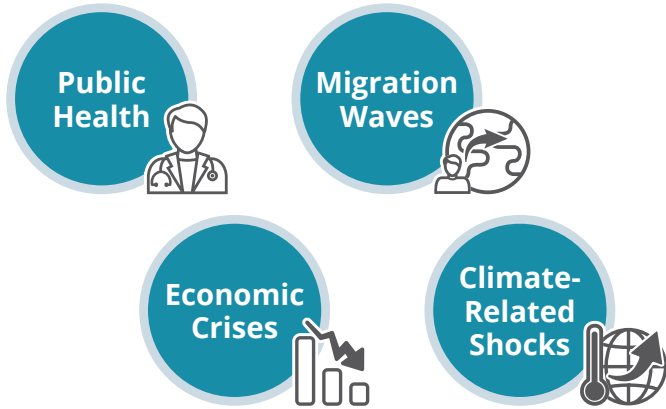 Public
Health
Migration
Waves
Economic
Crises
Climate-
Related
Shocks